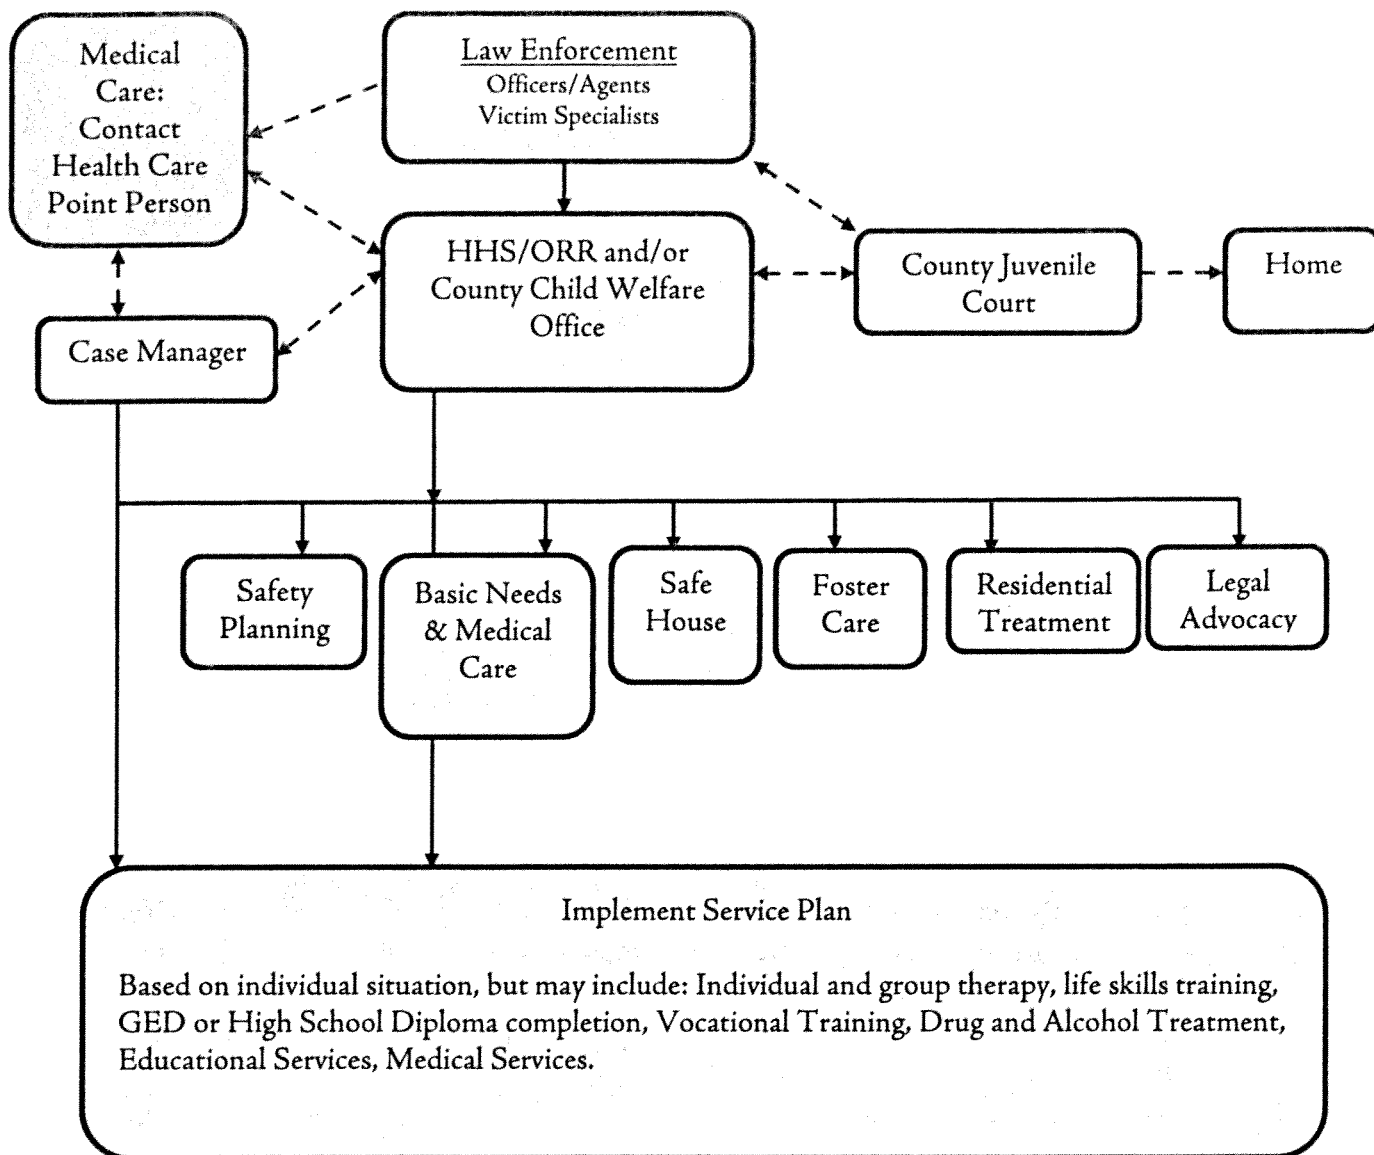 Medical
Care:
Contact
Health Care
Point Person
Law Enforcement
Officers/Agents
Victim Specialists
HHS/ORR and/or
County Child Welfare
Office
County Juvenile
Court
Home
Case Manager
Safety
Planning
Basic Needs
& Medical
Care
Safe
House
Foster
Care
Residential
Treatment
Legal
Advocacy
Implement Service Plan
Based on individual situation, but may include: Individual and group therapy, life skills training,
GED or High School Diploma completion, Vocational Training, Drug and Alcohol Treatment,
Educational Services, Medical Services.